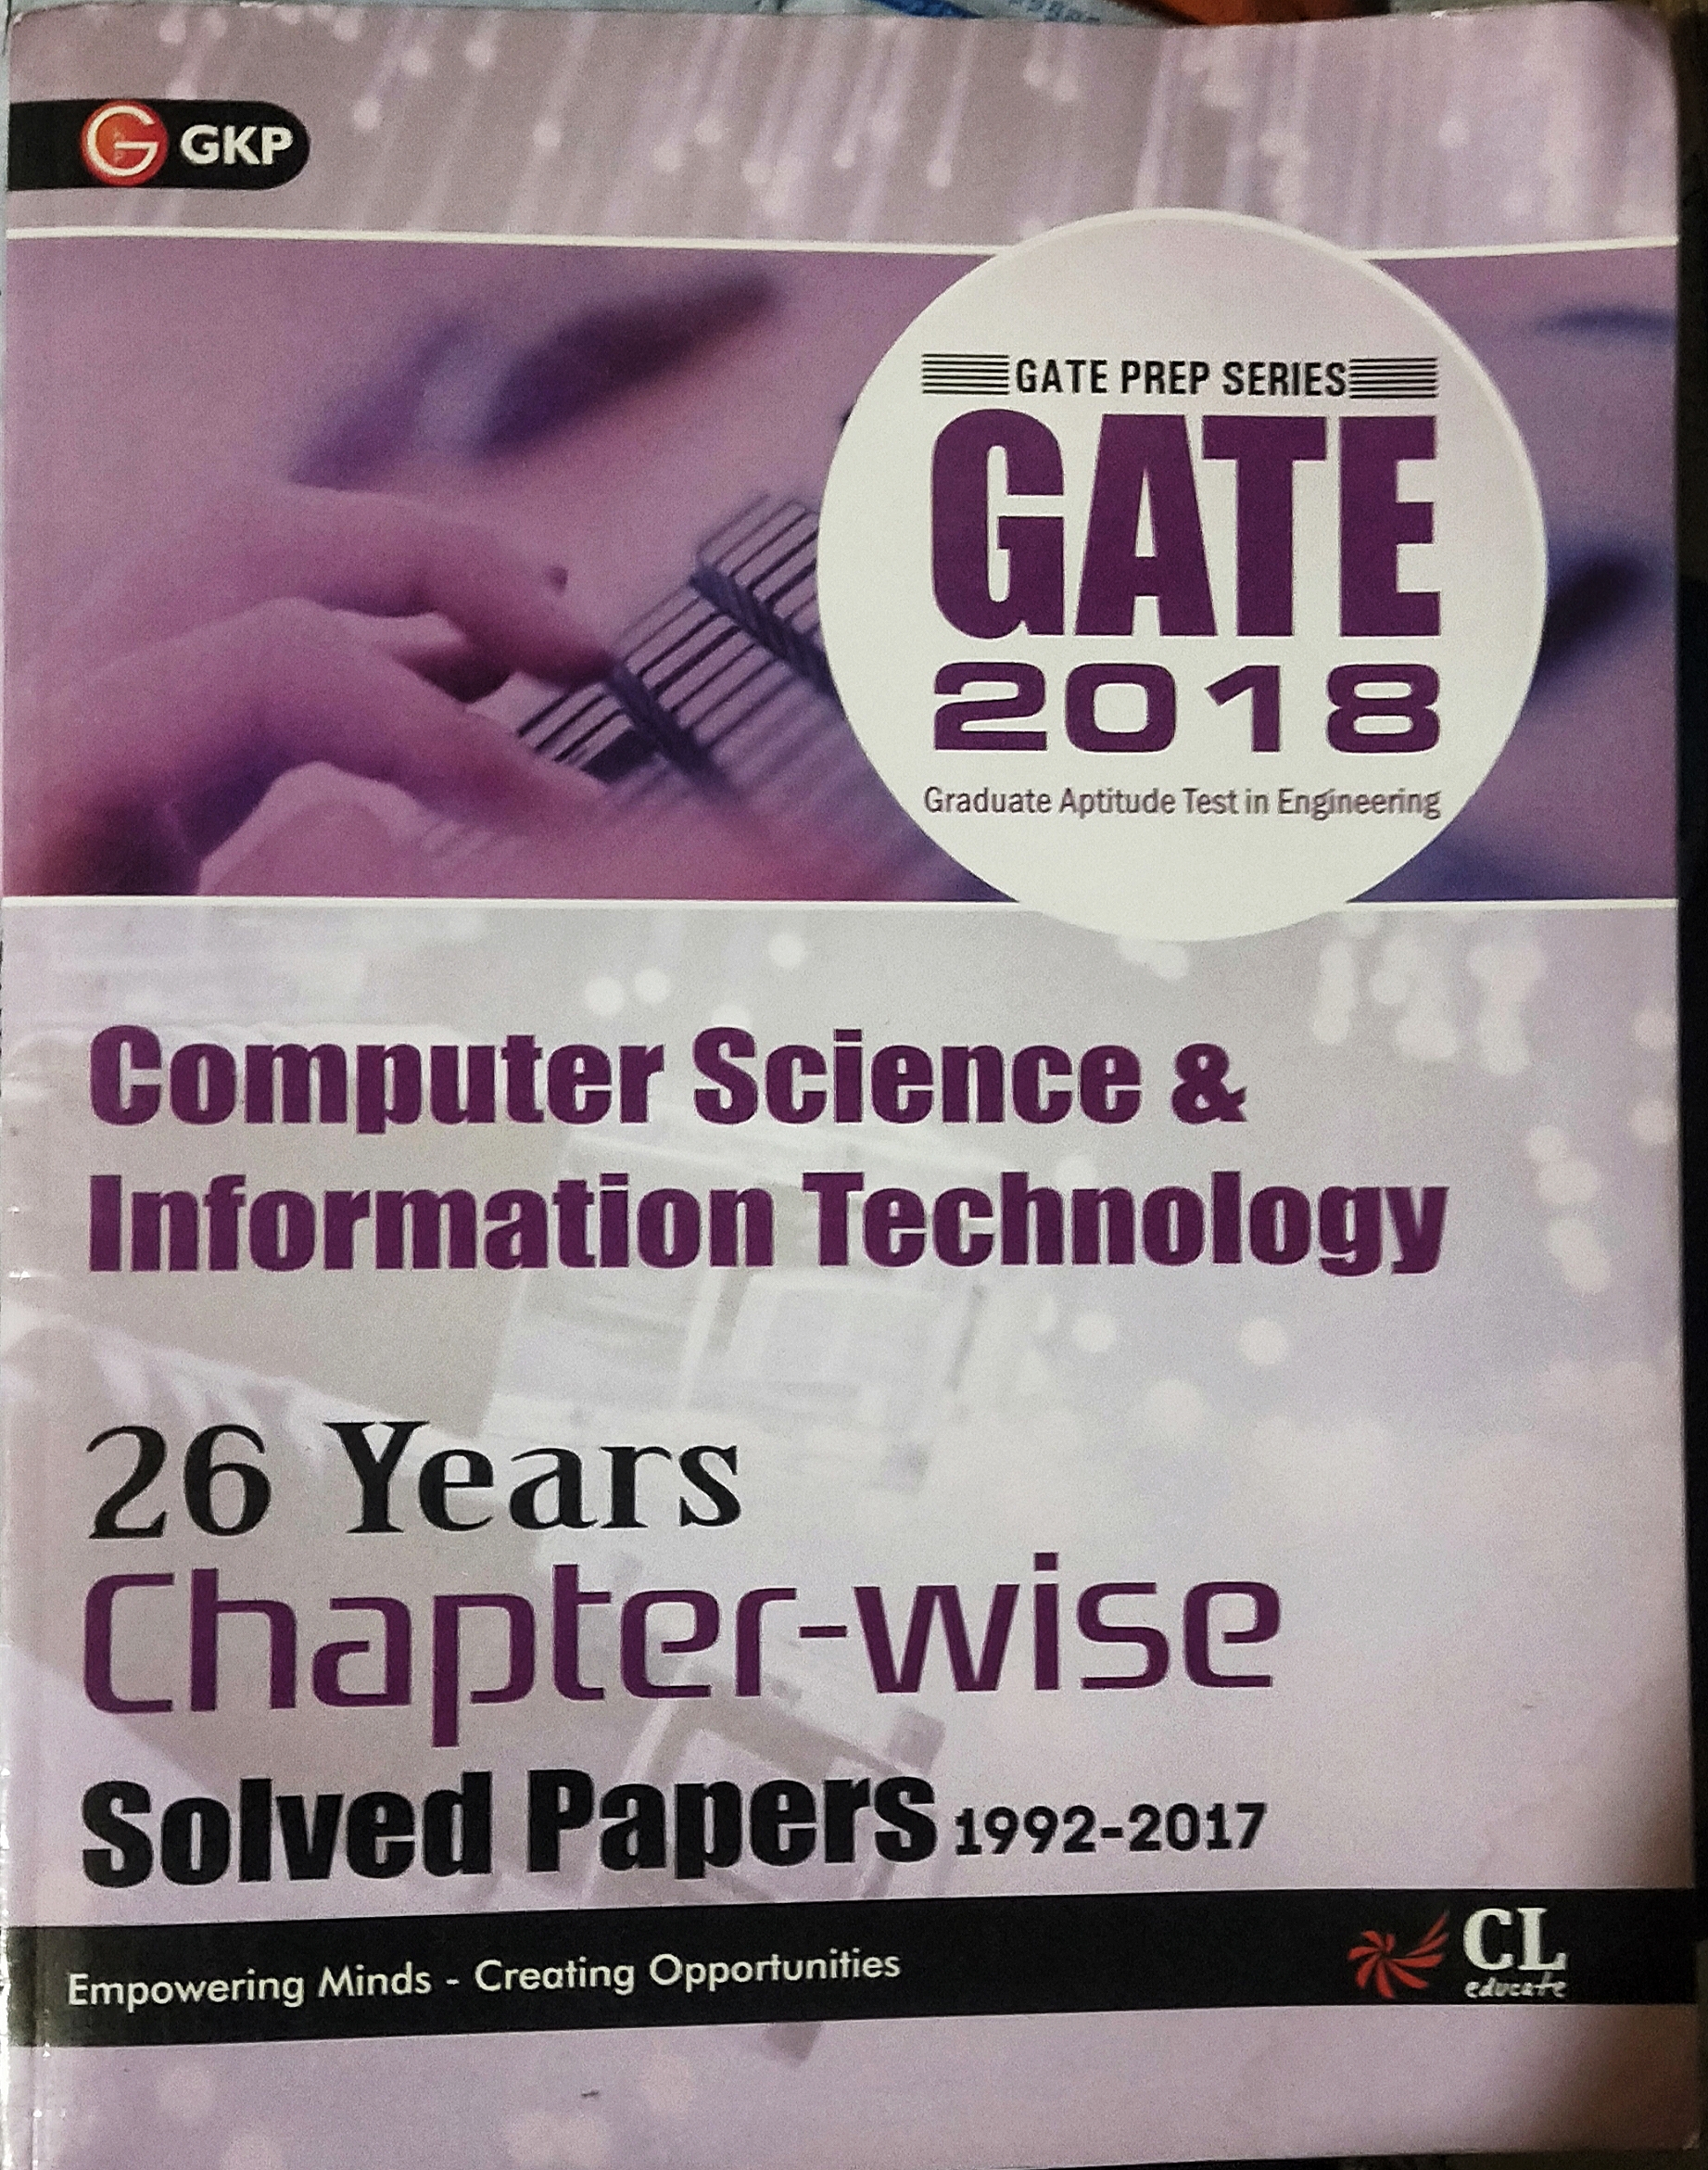 GKP
GATE PREP SERIES
GATE
2018
Graduate Aptitude Test in Engineering
Computer Science &
Information Technology
26 Years
Chapter-wise
Solved Papers 1992-2017
Empowering Minds - Creating Opportunities
CL
educate